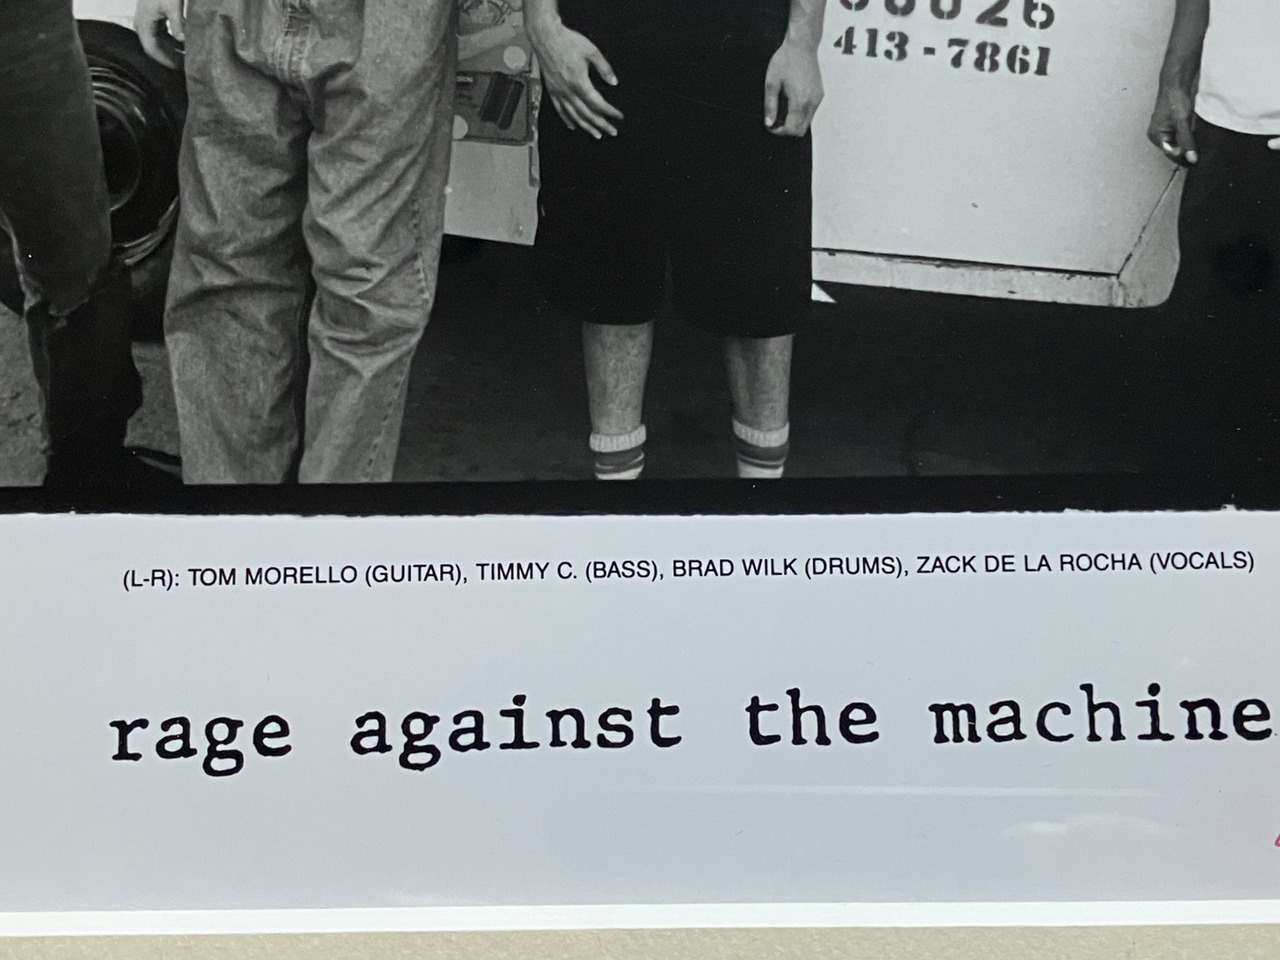 413-7861
(L-R): TOM MORELLO (GUITAR), TIMMY C. (BASS), BRAD WILK (DRUMS), ZACK DE LA ROCHA (VOCALS)
rage against the machine